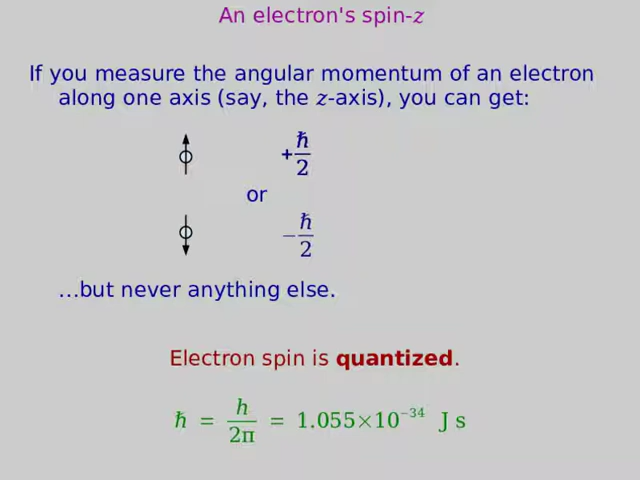 An electron's spin-z
If you measure the angular momentum of an electron
along one axis (say, the z-axis), you can get:
+ℏ/2
or
−ℏ/2
...but never anything else.
Electron spin is quantized.
ℏ = h/2π = 1.055×10⁻³⁴ J s